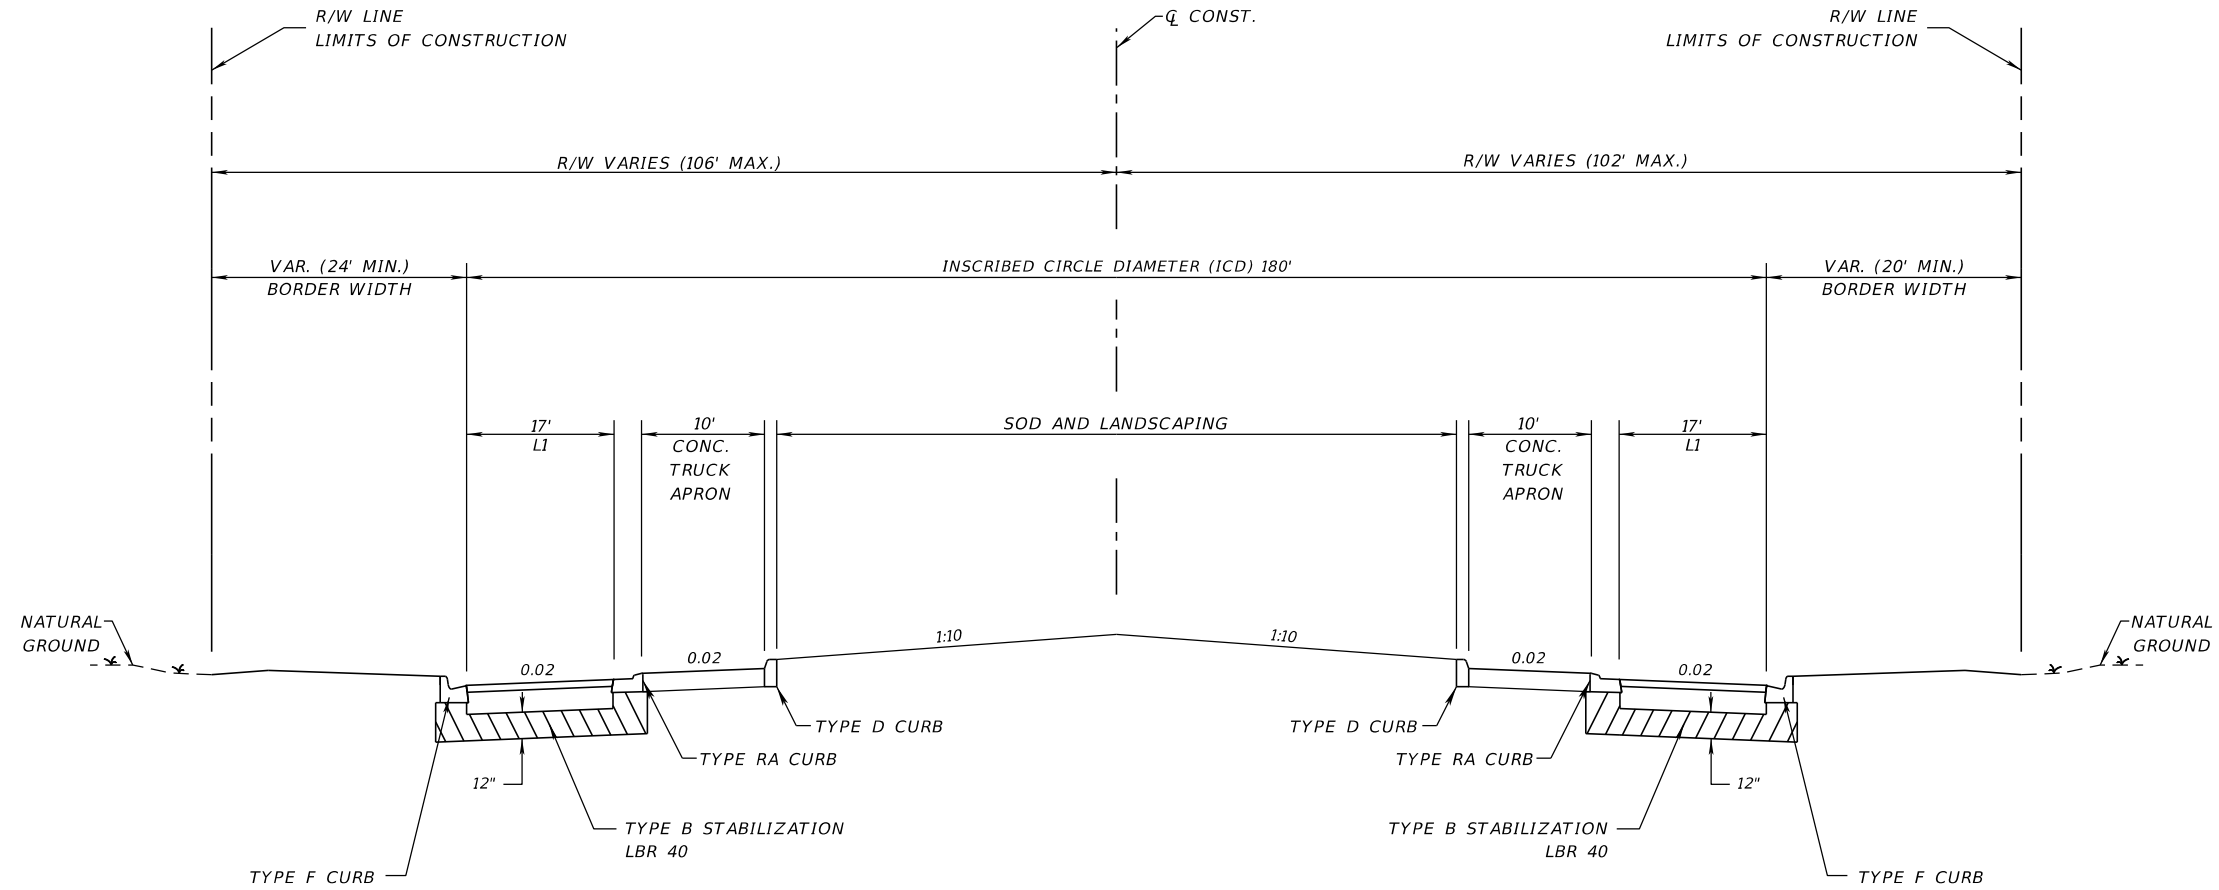 R/W LINE
LIMITS OF CONSTRUCTION
℄ CONST.
R/W LINE
LIMITS OF CONSTRUCTION
R/W VARIES (106' MAX.)
R/W VARIES (102' MAX.)
VAR. (24' MIN.)
BORDER WIDTH
INSCRIBED CIRCLE DIAMETER (ICD) 180'
VAR. (20' MIN.)
BORDER WIDTH
17'
L1
10'
CONC.
TRUCK
APRON
SOD AND LANDSCAPING
10'
CONC.
TRUCK
APRON
17'
L1
NATURAL
GROUND
0.02
0.02
1:10
1:10
0.02
0.02
NATURAL
GROUND
TYPE D CURB
TYPE RA CURB
12"
TYPE B STABILIZATION
LBR 40
TYPE F CURB
TYPE D CURB
TYPE RA CURB
12"
TYPE B STABILIZATION
LBR 40
TYPE F CURB